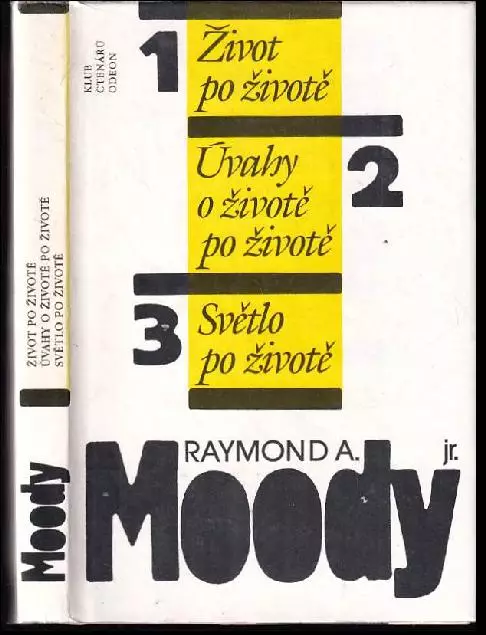 ŽIVOT PO ŽIVOTĚ
ÚVAHY O ŽIVOTĚ PO ŽIVOTĚ
SVĚTLO PO ŽIVOTĚ
Moody
KLUB
ČTENÁŘŮ
ODEON
1
Život
po životě
2
Úvahy
o životě
po životě
3
Světlo
po životě
RAYMOND A.
jr.
Moody